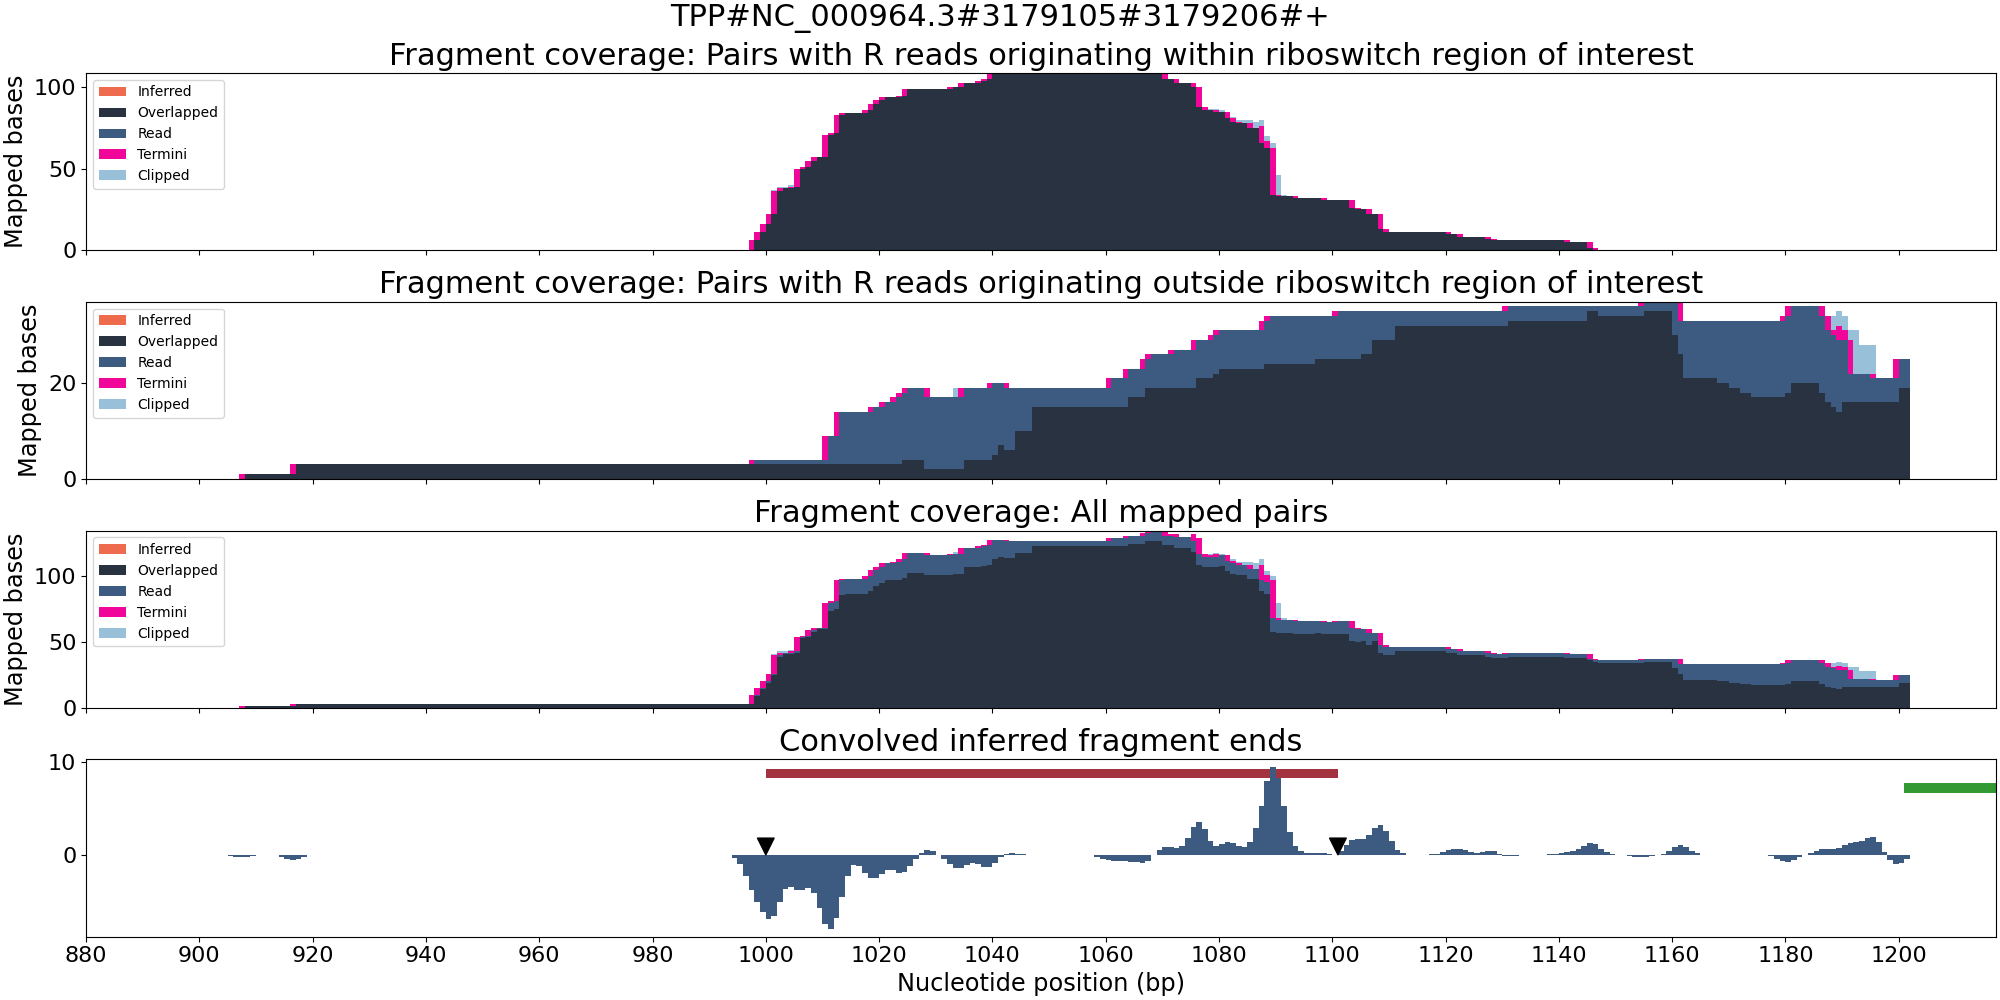 TPP#NC_000964.3#3179105#3179206#+
Fragment coverage: Pairs with R reads originating within riboswitch region of interest
Mapped bases
100
50
0
Inferred
Overlapped
Read
Termini
Clipped
Fragment coverage: Pairs with R reads originating outside riboswitch region of interest
Mapped bases
20
0
Inferred
Overlapped
Read
Termini
Clipped
Fragment coverage: All mapped pairs
Mapped bases
100
50
0
Inferred
Overlapped
Read
Termini
Clipped
Convolved inferred fragment ends
10
0
880 900 920 940 960 980 1000 1020 1040 1060 1080 1100 1120 1140 1160 1180 1200
Nucleotide position (bp)